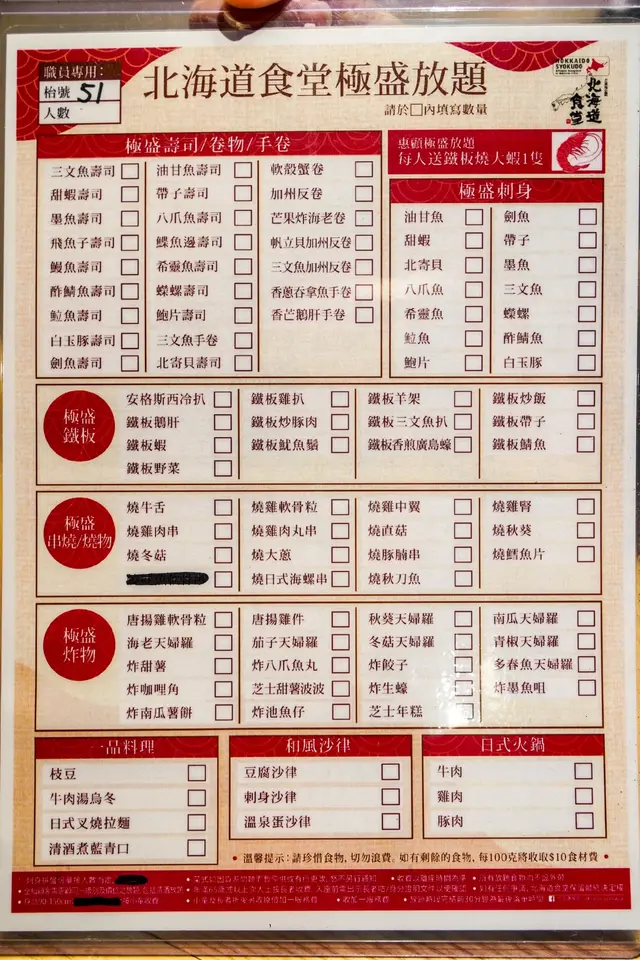 職員專用:
枱號 51
人數
北海道食堂極盛放題
請於□內填寫數量
HOKKAIDO
SYOKUDO
北海道
食堂
極盛壽司/卷物/手卷
三文魚壽司 □ 油甘魚壽司 □ 軟殼蟹卷 □
甜蝦壽司 □ 帶子壽司 □ 加州反卷 □
墨魚壽司 □ 八爪魚壽司 □ 芒果炸海老卷 □
飛魚子壽司 □ 鰈魚邊壽司 □ 帆立貝加州反卷 □
鰻魚壽司 □ 希靈魚壽司 □ 三文魚加州反卷 □
醡鯖魚壽司 □ 蠑螺壽司 □ 香蔥吞拿魚手卷 □
鮫魚壽司 □ 鮑片壽司 □ 香芒鵝肝手卷 □
白玉豚壽司 □ 三文魚手卷 □
劍魚壽司 □ 北寄貝壽司 □
惠顧極盛放題
每人送鐵板燒大蝦1隻
極盛刺身
油甘魚 □ 劍魚 □
甜蝦 □ 帶子 □
北寄貝 □ 墨魚 □
八爪魚 □ 三文魚 □
希靈魚 □ 蠑螺 □
魚 □ 醡鯖魚 □
鮑片 □ 白玉豚 □
極盛
鐵板
安格斯西冷扒 □ 鐵板雞扒 □ 鐵板羊架 □ 鐵板炒飯 □
鐵板鵝肝 □ 鐵板炒豚肉 □ 鐵板三文魚扒 □ 鐵板帶子 □
鐵板蝦 □ 鐵板魷魚鬚 □ 鐵板香煎廣島蠔 □ 鐵板鯖魚 □
鐵板野菜 □
極盛
串燒/燒物
燒牛舌 □ 燒雞軟骨粒 □ 燒雞中翼 □ 燒雞腎 □
燒雞肉串 □ 燒雞肉丸串 □ 燒直菇 □ 燒秋葵 □
燒冬菇 □ 燒大蔥 □ 燒豚腩串 □ 燒鱈魚片 □
□ 燒日式海螺串 □ 燒秋刀魚 □
極盛
炸物
唐揚雞軟骨粒 □ 唐揚雞件 □ 秋葵天婦羅 □ 南瓜天婦羅 □
海老天婦羅 □ 茄子天婦羅 □ 冬菇天婦羅 □ 青椒天婦羅 □
炸甜薯 □ 炸八爪魚丸 □ 炸餃子 □ 多春魚天婦羅 □
炸咖喱角 □ 芝士甜薯波波 □ 炸生蠔 □ 炸墨魚咀 □
炸南瓜薯餅 □ 炸池魚仔 □ 芝士年糕 □
一品料理
枝豆 □
牛肉湯烏冬 □
日式叉燒拉麵 □
清酒煮藍青口 □
和風沙律
豆腐沙律 □
刺身沙律 □
溫泉蛋沙律 □
日式火鍋
牛肉 □
雞肉 □
豚肉 □
• 溫馨提示：請珍惜食物，切勿浪費。如有剩餘的食物，每100克將收取$10食材費 •